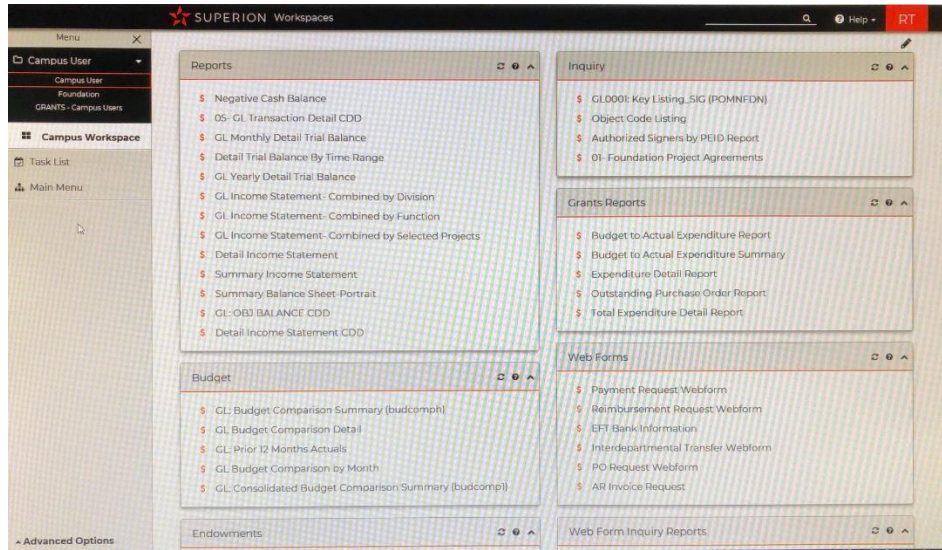 SUPERION Workspaces
Help
RT
Menu
Campus User
Campus User
Foundation
GRANTS - Campus Users
Campus Workspace
Task List
Main Menu
Advanced Options
Reports
$ Negative Cash Balance
$ 05- GL Transaction Detail CDD
$ GL Monthly Detail Trial Balance
$ Detail Trial Balance By Time Range
$ GL Yearly Detail Trial Balance
$ GL Income Statement- Combined by Division
$ GL Income Statement- Combined by Function
$ GL Income Statement- Combined by Selected Projects
$ Detail Income Statement
$ Summary Income Statement
$ Summary Balance Sheet-Portrait
$ GL: OBJ BALANCE CDD
$ Detail Income Statement CDD
Budget
$ GL: Budget Comparison Summary (budcomph)
$ GL Budget Comparison Detail
$ GL: Prior 12 Months Actuals
$ GL Budget Comparison by Month
$ GL: Consolidated Budget Comparison Summary (budcomp1)
Endowments
Inquiry
$ GL0001: Key Listing_SIG (POMNFDN)
$ Object Code Listing
$ Authorized Signers by PEID Report
$ 01- Foundation Project Agreements
Grants Reports
$ Budget to Actual Expenditure Report
$ Budget to Actual Expenditure Summary
$ Expenditure Detail Report
$ Outstanding Purchase Order Report
$ Total Expenditure Detail Report
Web Forms
$ Payment Request Webform
$ Reimbursement Request Webform
$ EFT Bank Information
$ Interdepartmental Transfer Webform
$ PO Request Webform
$ AR Invoice Request
Web Form Inquiry Reports